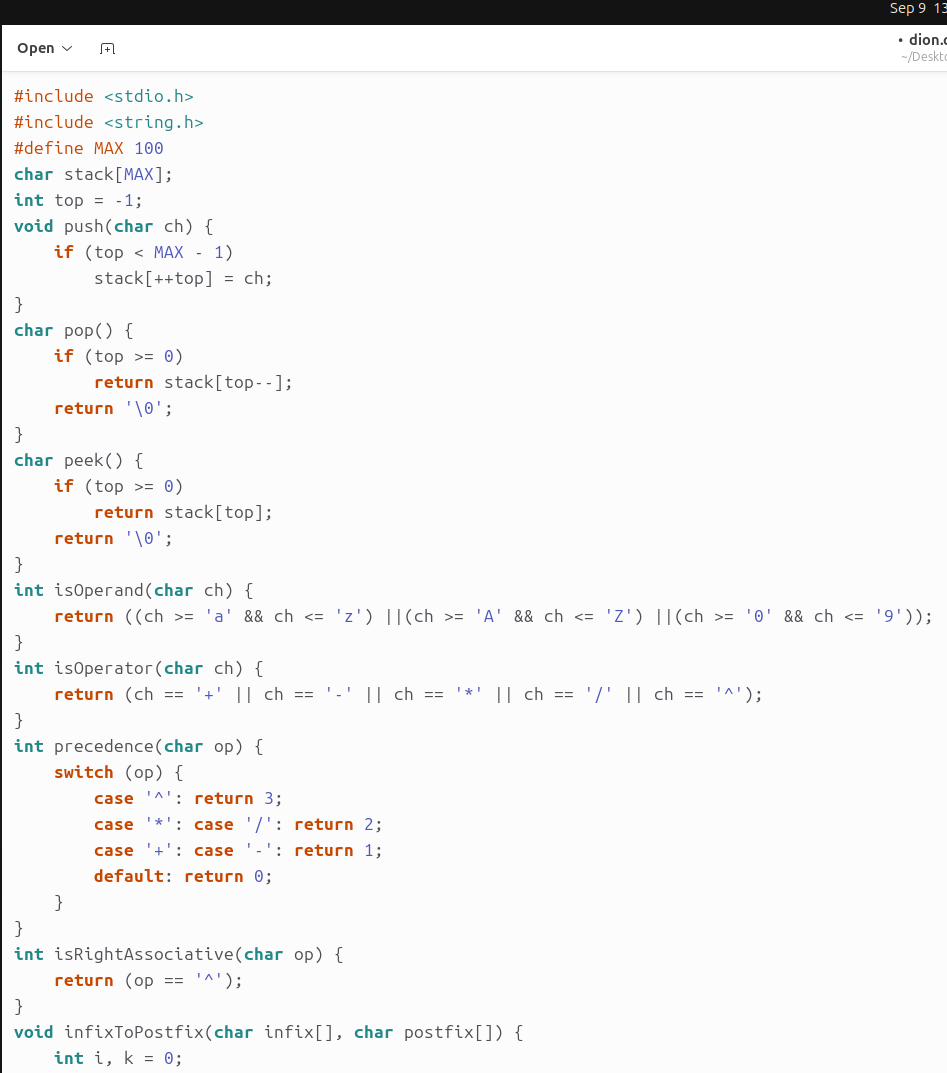 Sep 9 13
Open
• dion.c
~/Deskto
#include <stdio.h>
#include <string.h>
#define MAX 100
char stack[MAX];
int top = -1;
void push(char ch) {
    if (top < MAX - 1)
        stack[++top] = ch;
}
char pop() {
    if (top >= 0)
        return stack[top--];
    return '\0';
}
char peek() {
    if (top >= 0)
        return stack[top];
    return '\0';
}
int isOperand(char ch) {
    return ((ch >= 'a' && ch <= 'z') ||(ch >= 'A' && ch <= 'Z') ||(ch >= '0' && ch <= '9'));
}
int isOperator(char ch) {
    return (ch == '+' || ch == '-' || ch == '*' || ch == '/' || ch == '^');
}
int precedence(char op) {
    switch (op) {
        case '^': return 3;
        case '*': case '/': return 2;
        case '+': case '-': return 1;
        default: return 0;
    }
}
int isRightAssociative(char op) {
    return (op == '^');
}
void infixToPostfix(char infix[], char postfix[]) {
    int i, k = 0;